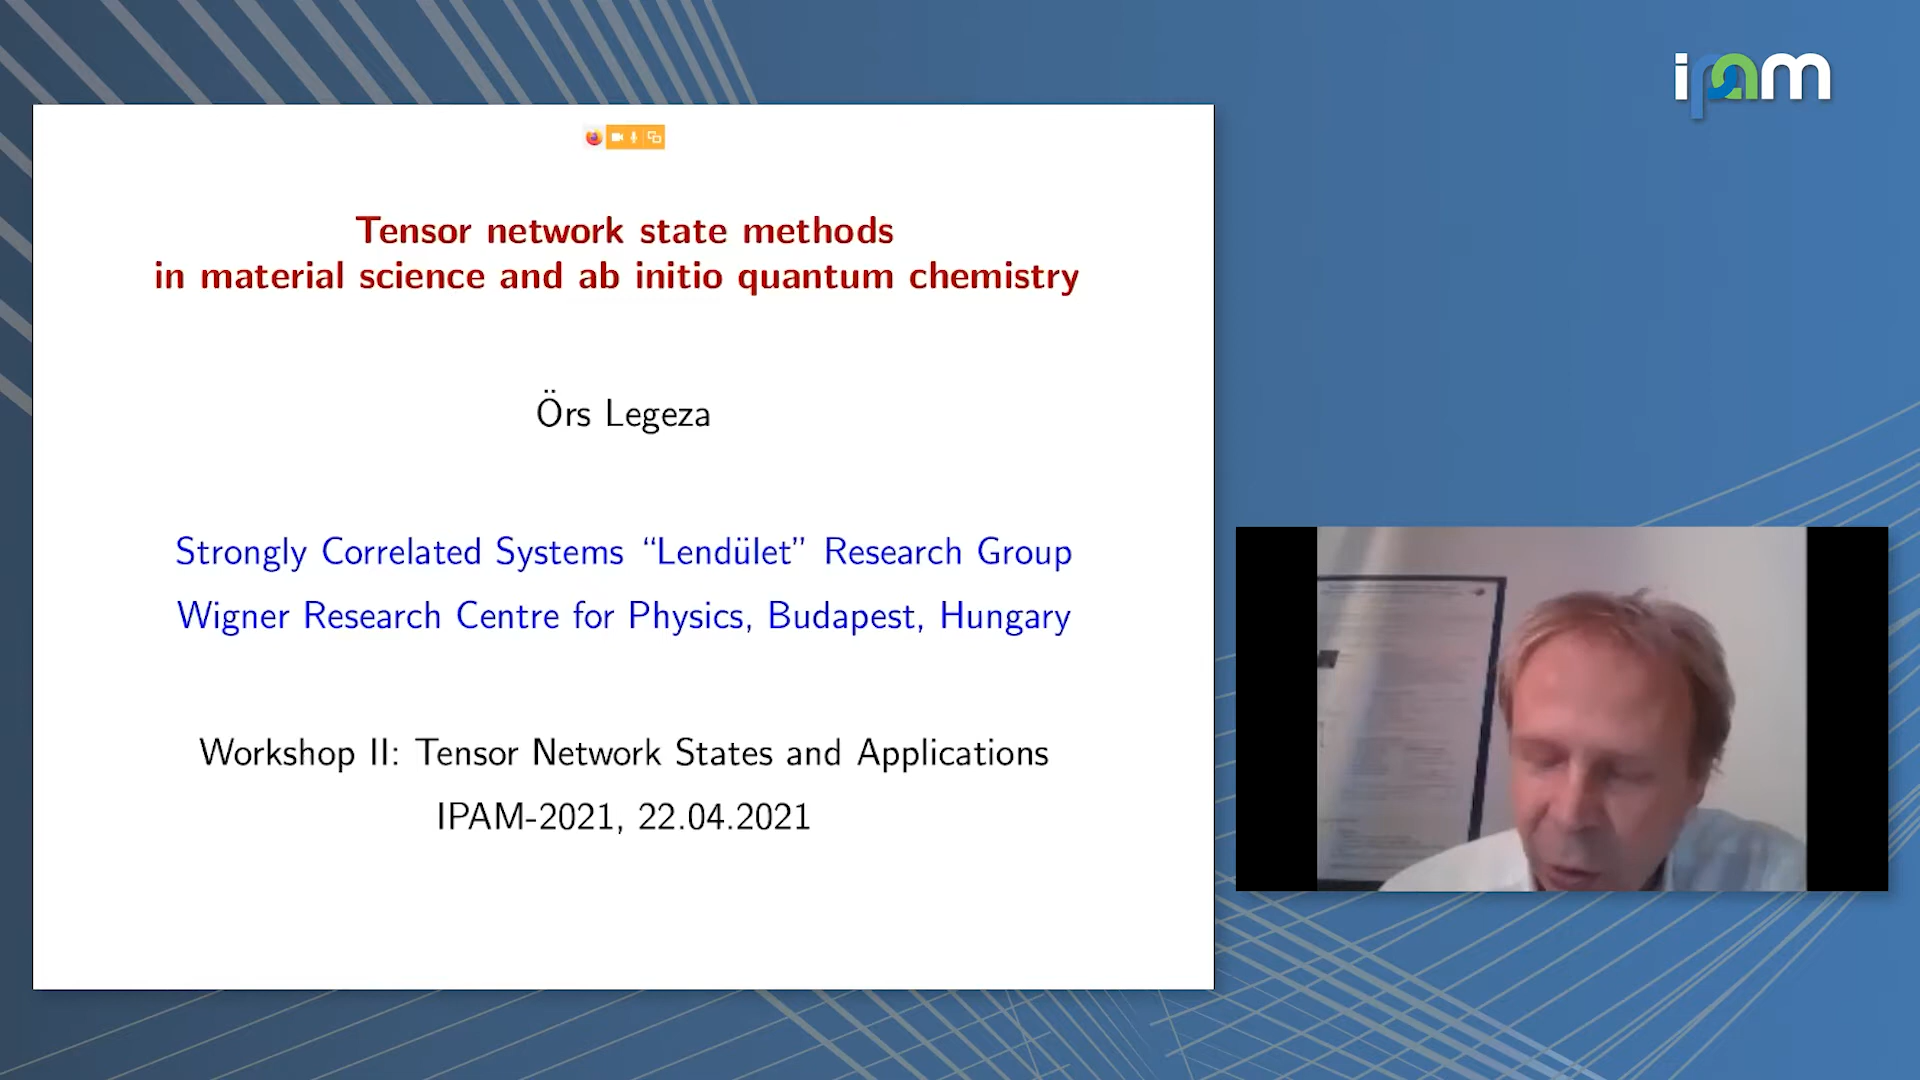 ipam
Tensor network state methods
in material science and ab initio quantum chemistry
Örs Legeza
Strongly Correlated Systems “Lendület” Research Group
Wigner Research Centre for Physics, Budapest, Hungary
Workshop II: Tensor Network States and Applications
IPAM-2021, 22.04.2021